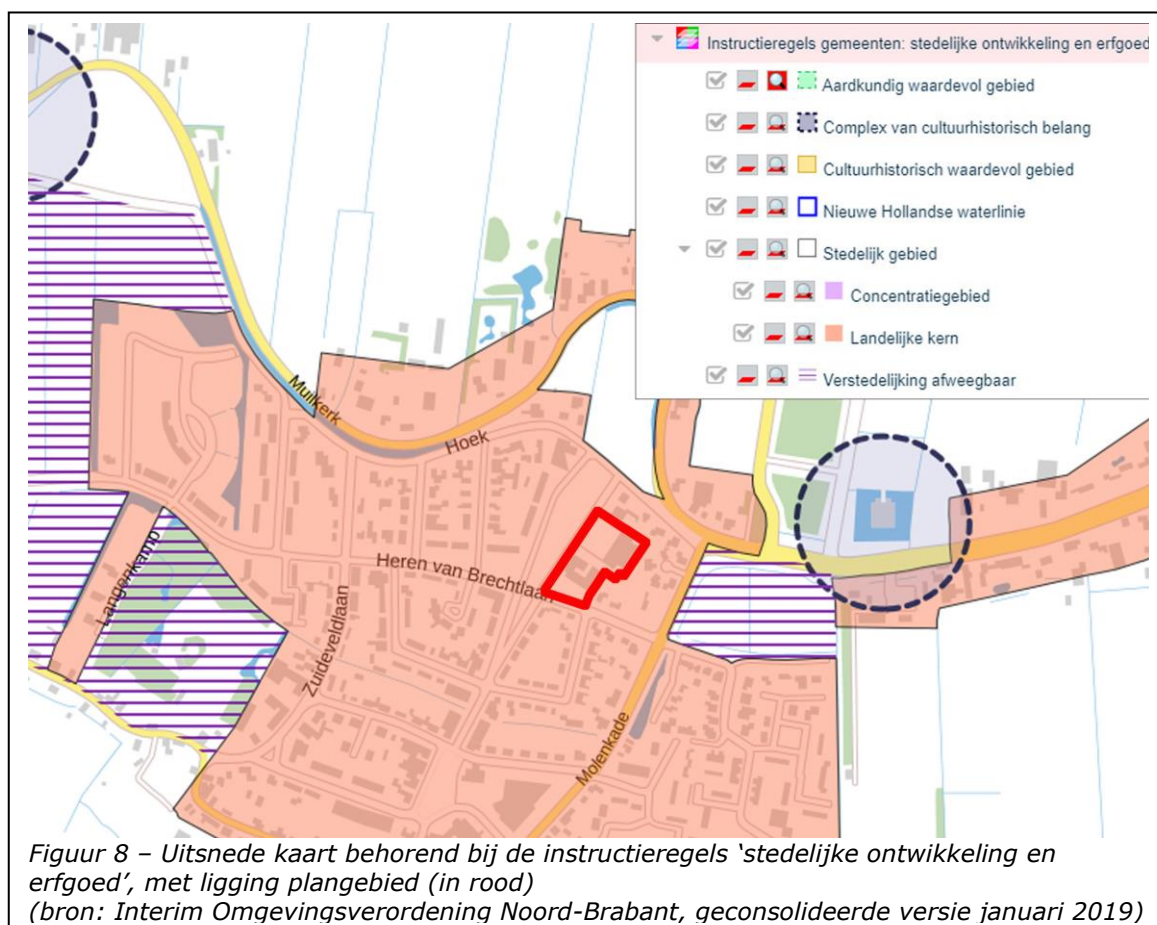 Instructieregels gemeenten: stedelijke ontwikkeling en erfgoed
Aardkundig waardevol gebied
Complex van cultuurhistorisch belang
Cultuurhistorisch waardevol gebied
Nieuwe Hollandse waterlinie
Stedelijk gebied
Concentratiegebied
Landelijke kern
Verstedelijking afweegbaar
Muilkerk
Hoek
Heren van Brechtlaan
Langenkamp
Zuideveldlaan
Molenkade
Figuur 8 – Uitsnede kaart behorend bij de instructieregels ‘stedelijke ontwikkeling en
erfgoed’, met ligging plangebied (in rood)
(bron: Interim Omgevingsverordening Noord-Brabant, geconsolideerde versie januari 2019)